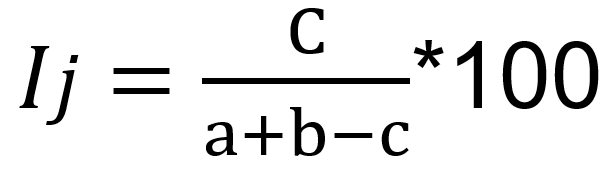 Ij = C / a+b−c *100